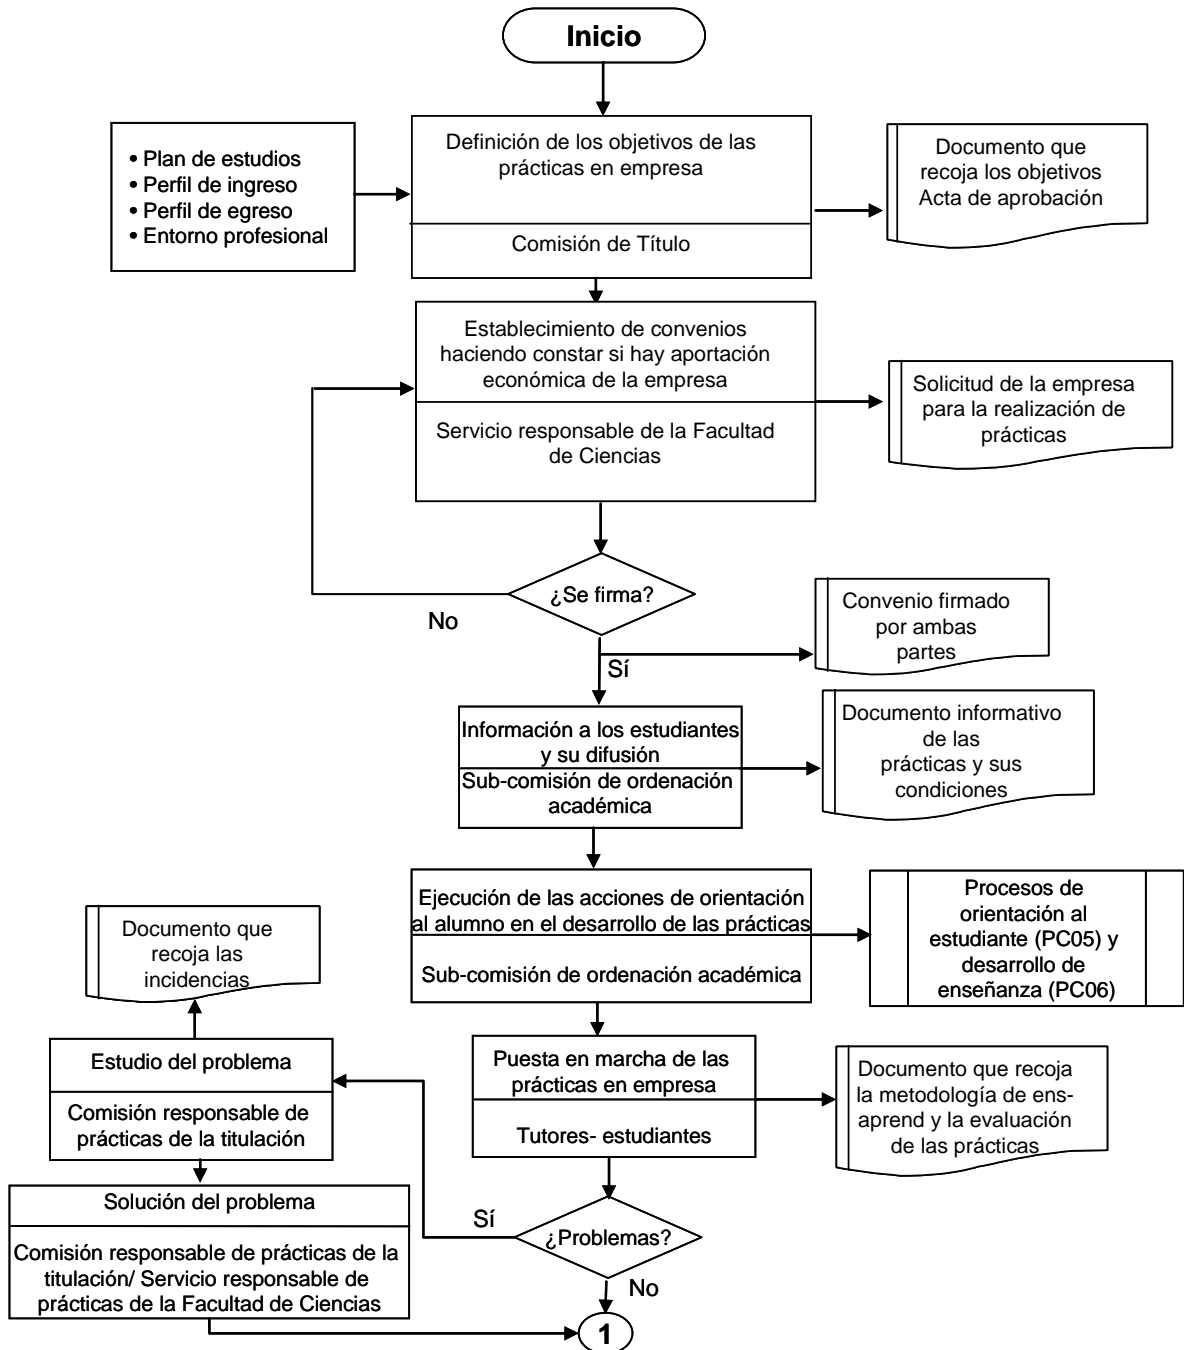 Inicio
• Plan de estudios
• Perfil de ingreso
• Perfil de egreso
• Entorno profesional
Definición de los objetivos de las
prácticas en empresa
Comisión de Título
Documento que
recoja los objetivos
Acta de aprobación
Establecimiento de convenios
haciendo constar si hay aportación
económica de la empresa
Servicio responsable de la Facultad
de Ciencias
Solicitud de la empresa
para la realización de
prácticas
¿Se firma?
No
Sí
Convenio firmado
por ambas
partes
Información a los estudiantes
y su difusión
Sub-comisión de ordenación
académica
Documento informativo
de las
prácticas y sus
condiciones
Ejecución de las acciones de orientación
al alumno en el desarrollo de las prácticas
Sub-comisión de ordenación académica
Procesos de
orientación al
estudiante (PC05) y
desarrollo de
enseñanza (PC06)
Documento que
recoja las
incidencias
Estudio del problema
Comisión responsable de
prácticas de la titulación
Puesta en marcha de las
prácticas en empresa
Tutores- estudiantes
Documento que recoja
la metodología de ens-
aprend y la evaluación
de las prácticas
Solución del problema
Comisión responsable de prácticas de la
titulación/ Servicio responsable de
prácticas de la Facultad de Ciencias
Sí
¿Problemas?
No
1